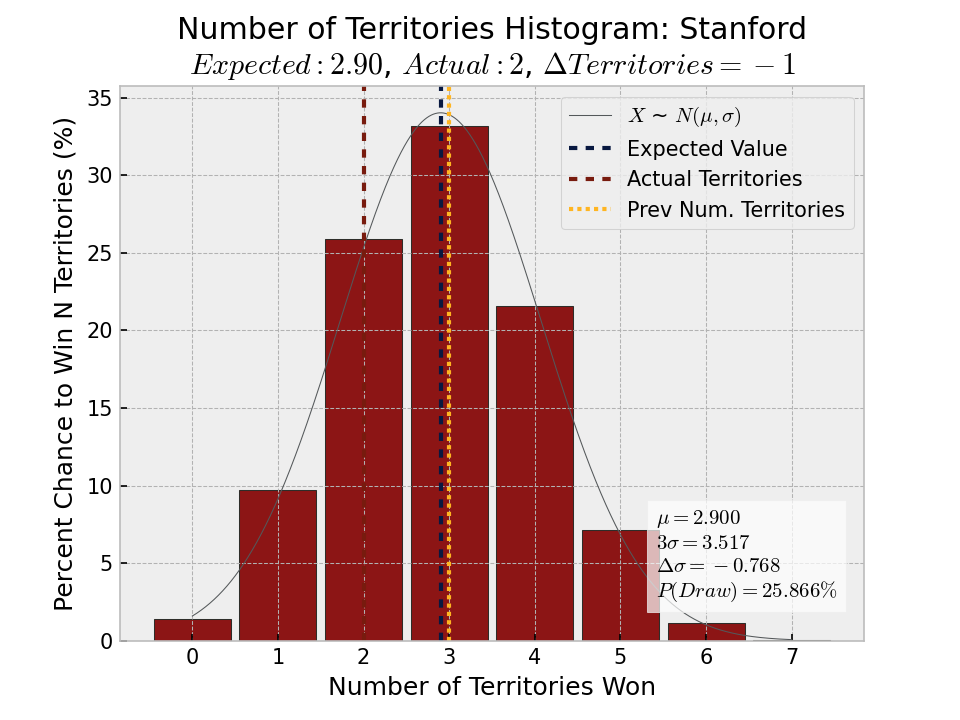 Number of Territories Histogram: Stanford
Expected : 2.90, Actual : 2, ΔTerritories = −1
Percent Chance to Win N Territories (%)
35
30
25
20
15
10
5
0
X ~ N(μ, σ)
Expected Value
Actual Territories
Prev Num. Territories
μ = 2.900
3σ = 3.517
Δσ = −0.768
P(Draw) = 25.866%
0 1 2 3 4 5 6 7
Number of Territories Won